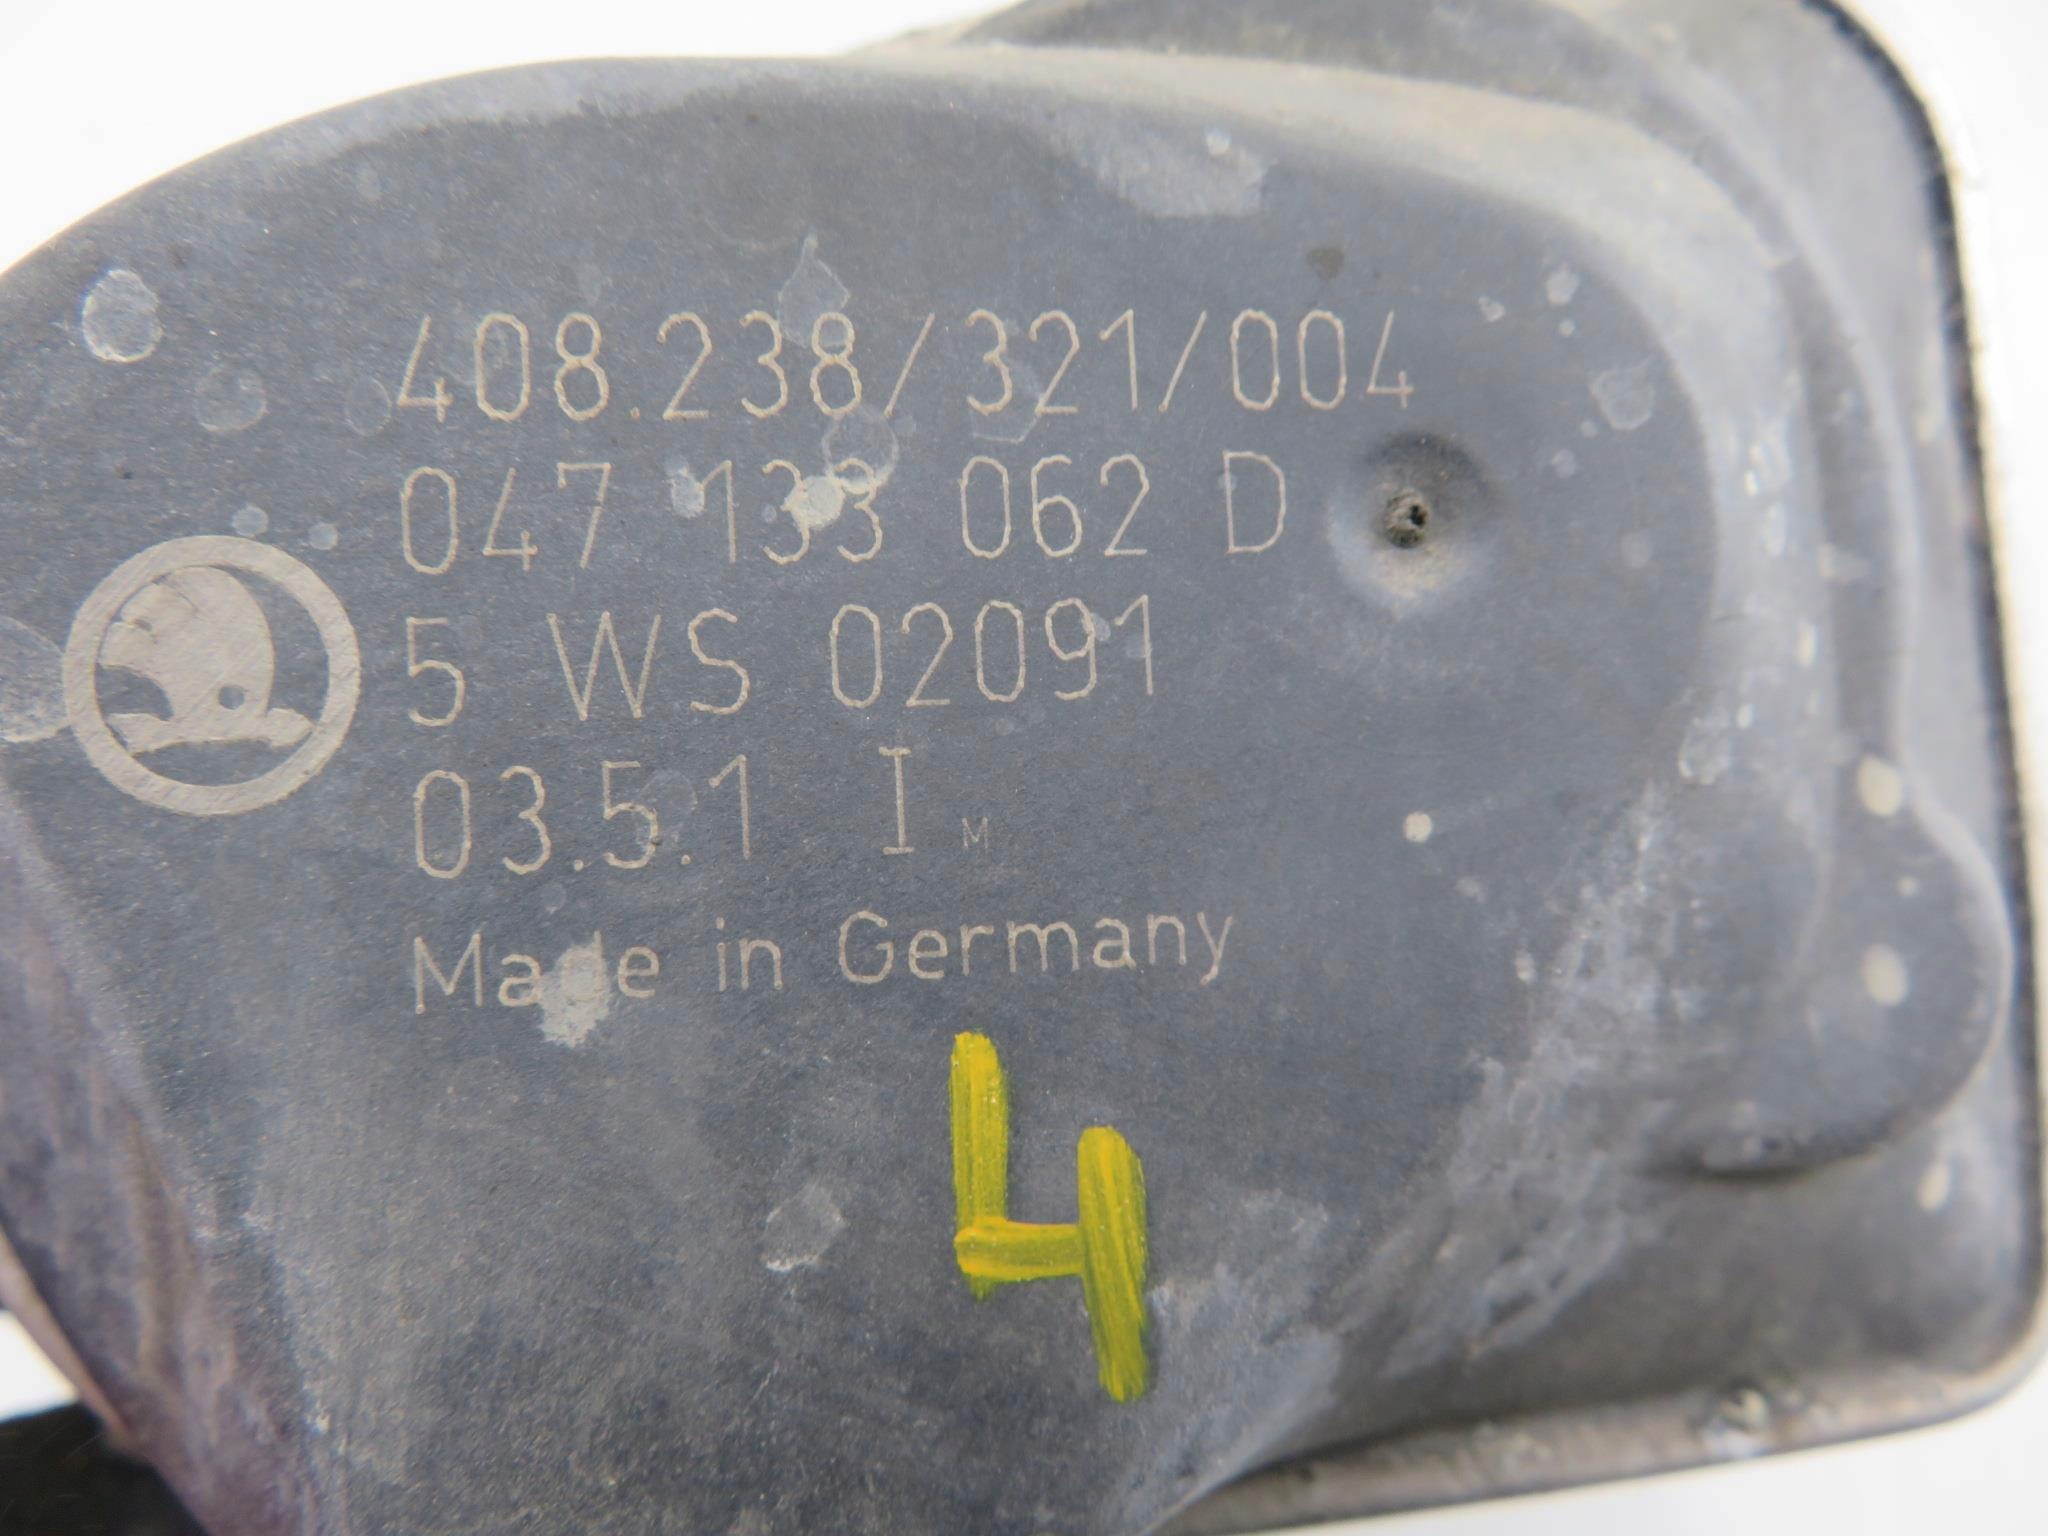 408.238/321/004
047 133 062 D
5 WS 02091
03.5.1 I M
Made in Germany
4